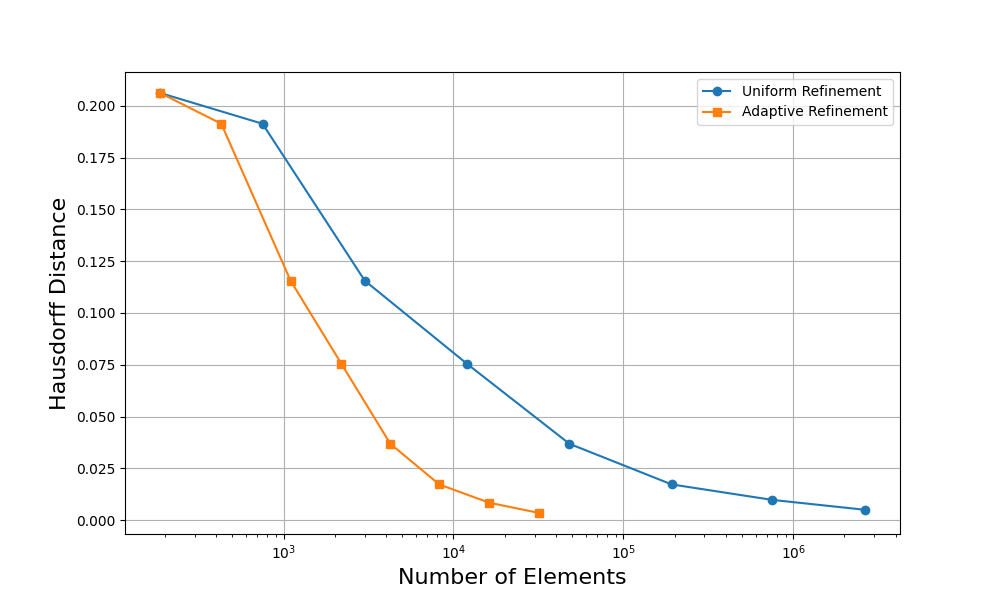 Uniform Refinement
Adaptive Refinement
Hausdorff Distance
0.200
0.175
0.150
0.125
0.100
0.075
0.050
0.025
0.000
10³ 10⁴ 10⁵ 10⁶
Number of Elements